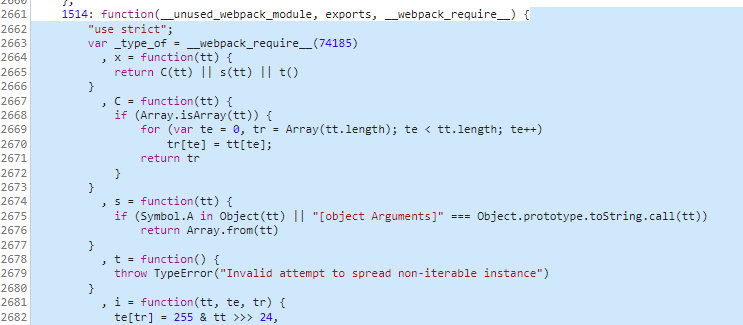 2660 },
2661 1514: function(__unused_webpack_module, exports, __webpack_require__) {
2662 "use strict";
2663 var _type_of = __webpack_require__(74185)
2664 , x = function(tt) {
2665 return C(tt) || s(tt) || t()
2666 }
2667 , C = function(tt) {
2668 if (Array.isArray(tt)) {
2669 for (var te = 0, tr = Array(tt.length); te < tt.length; te++)
2670 tr[te] = tt[te];
2671 return tr
2672 }
2673 }
2674 , s = function(tt) {
2675 if (Symbol.A in Object(tt) || "[object Arguments]" === Object.prototype.toString.call(tt))
2676 return Array.from(tt)
2677 }
2678 , t = function() {
2679 throw TypeError("Invalid attempt to spread non-iterable instance")
2680 }
2681 , i = function(tt, te, tr) {
2682 te[tr] = 255 & tt >>> 24,